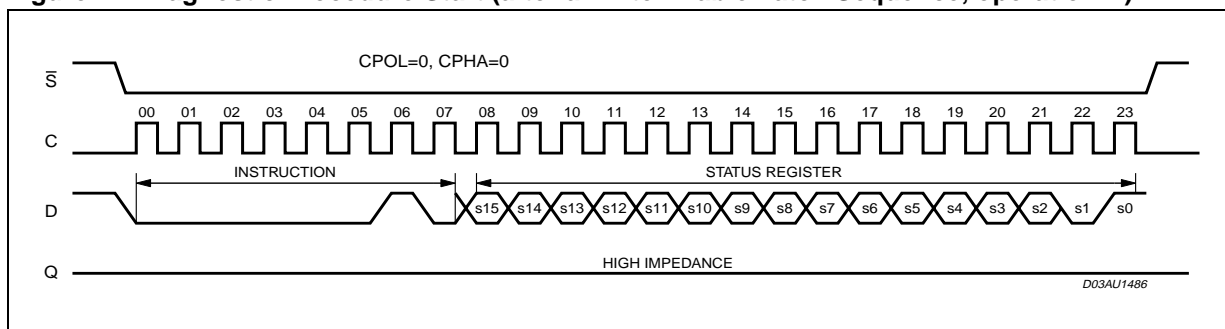 CPOL=0, CPHA=0
S
00 01 02 03 04 05 06 07 08 09 10 11 12 13 14 15 16 17 18 19 20 21 22 23
C
INSTRUCTION STATUS REGISTER
D s15 s14 s13 s12 s11 s10 s9 s8 s7 s6 s5 s4 s3 s2 s1 s0
HIGH IMPEDANCE
Q
D03AU1486